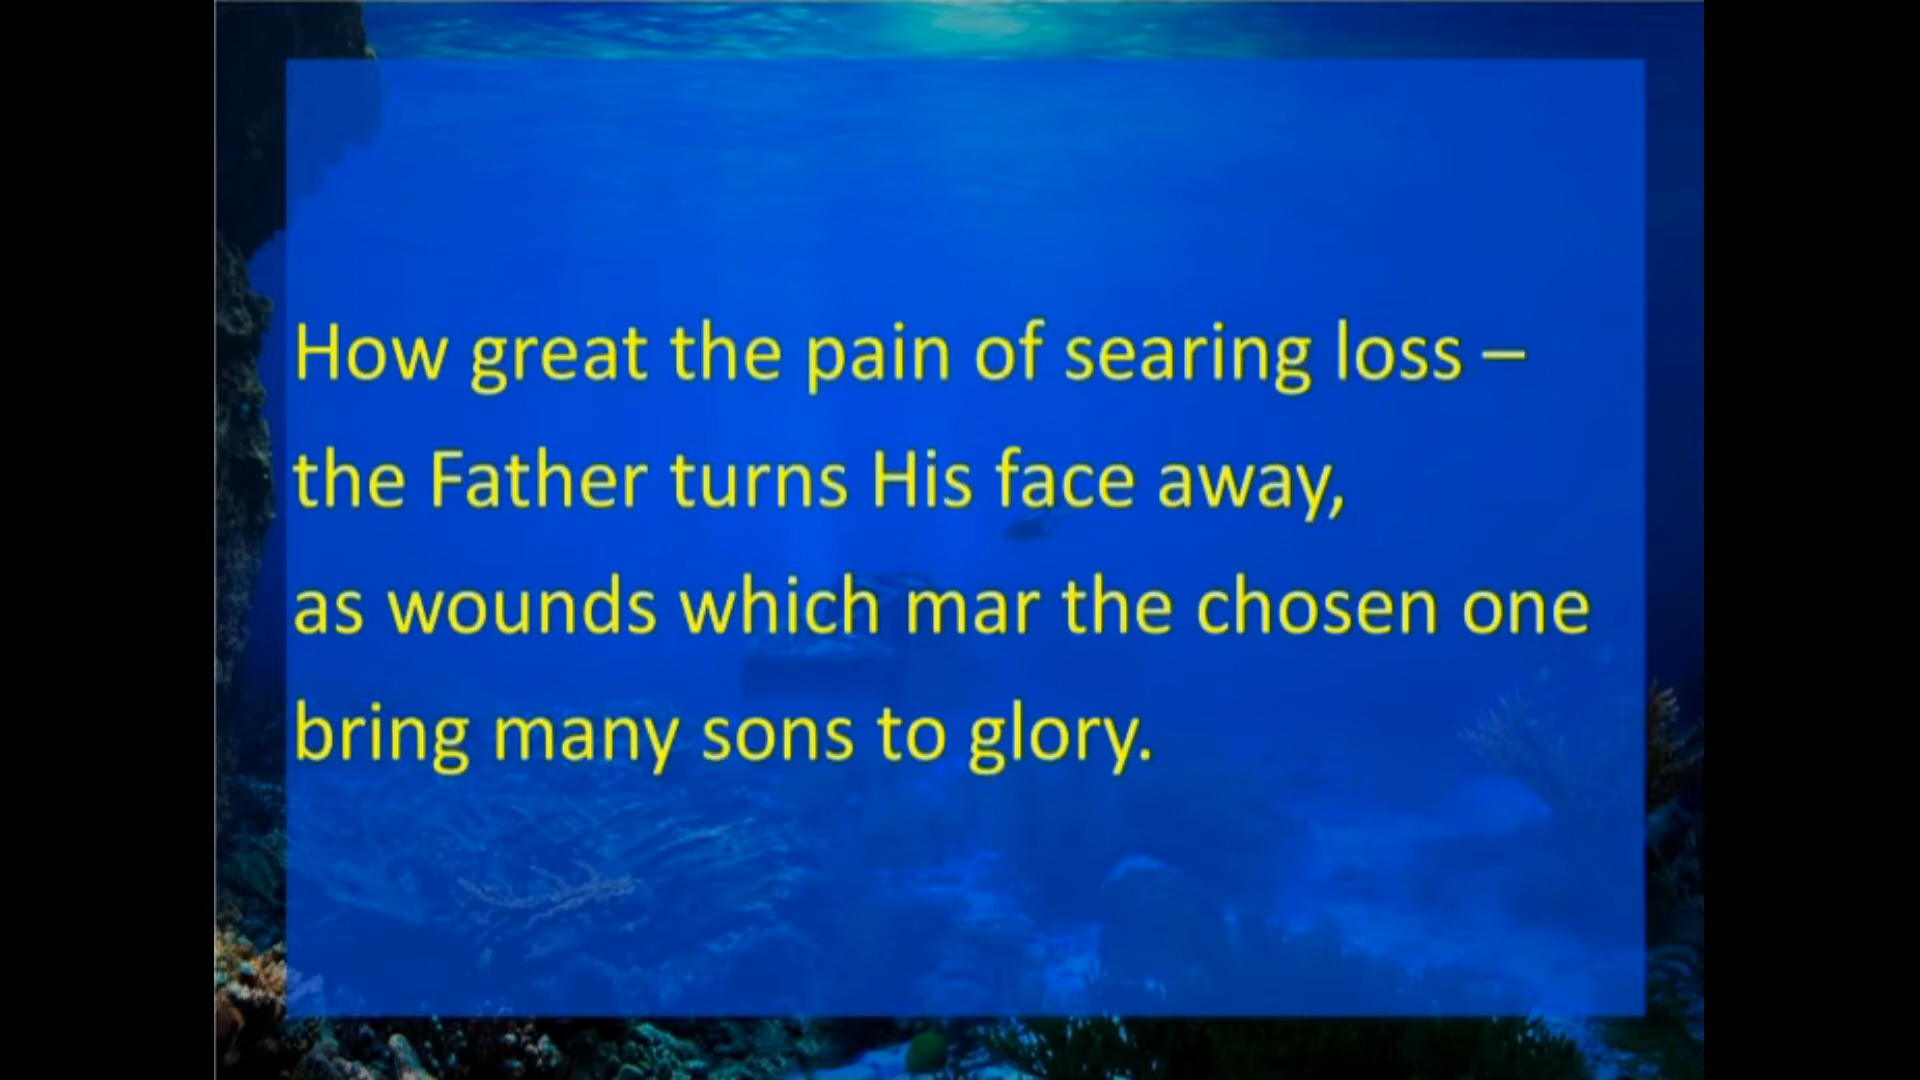 How great the pain of searing loss –
the Father turns His face away,
as wounds which mar the chosen one
bring many sons to glory.